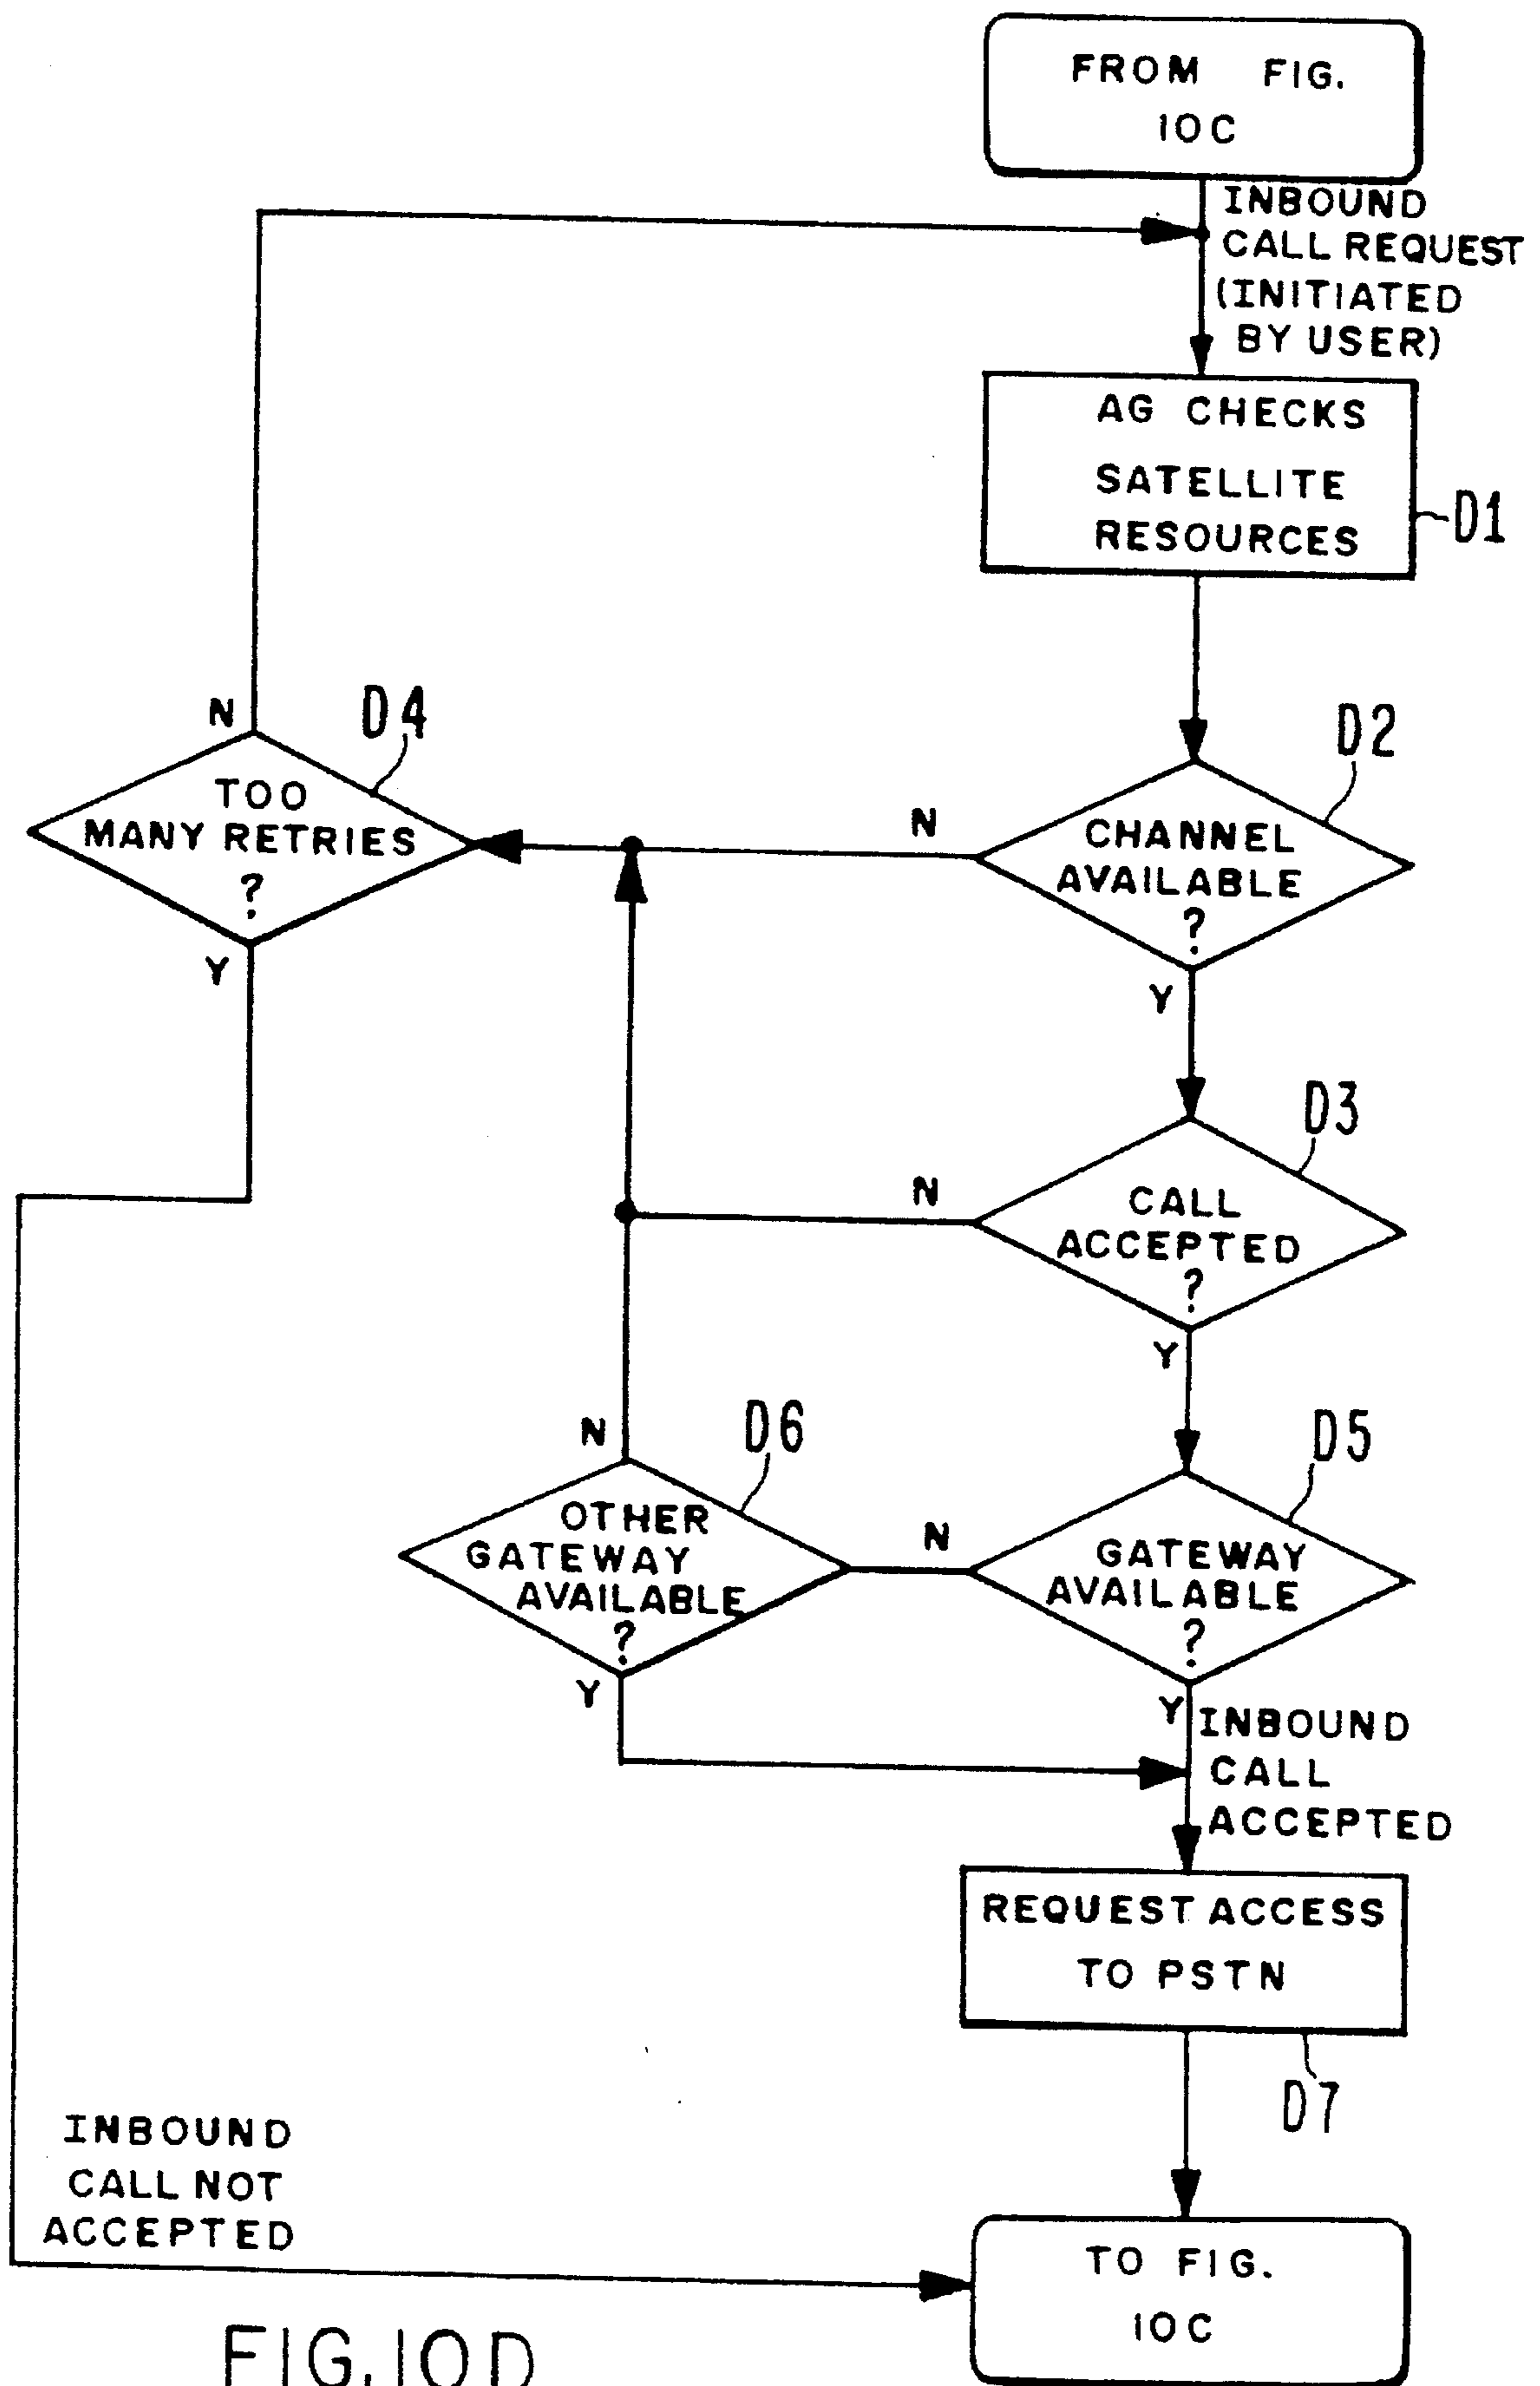 FROM FIG.
10C
INBOUND
CALL REQUEST
(INITIATED
BY USER)
AG CHECKS
SATELLITE
RESOURCES
D1
N
D4
TOO
MANY RETRIES
?
Y
D2
N
CHANNEL
AVAILABLE
?
Y
D3
N
CALL
ACCEPTED
?
Y
N
D6
OTHER
GATEWAY
AVAILABLE
?
Y
D5
N
GATEWAY
AVAILABLE
?
Y
INBOUND
CALL
ACCEPTED
REQUEST ACCESS
TO PSTN
D7
INBOUND
CALL NOT
ACCEPTED
TO FIG.
10C
FIG. 10D